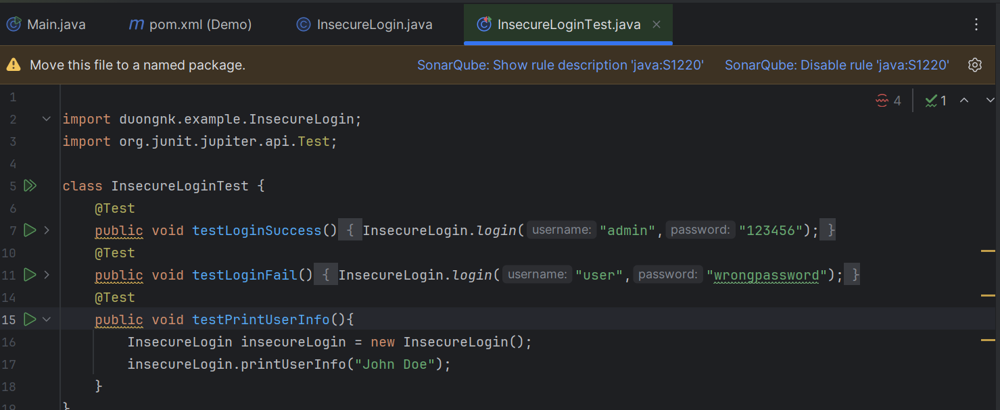 Main.java m pom.xml (Demo) InsecureLogin.java InsecureLoginTest.java
Move this file to a named package. SonarQube: Show rule description 'java:S1220' SonarQube: Disable rule 'java:S1220'
1 4 1
2 import duongnk.example.InsecureLogin;
3 import org.junit.jupiter.api.Test;
4
5 class InsecureLoginTest {
6 @Test
7 public void testLoginSuccess() { InsecureLogin.login( username: "admin", password: "123456"); }
10 @Test
11 public void testLoginFail() { InsecureLogin.login( username: "user", password: "wrongpassword"); }
14 @Test
15 public void testPrintUserInfo(){
16 InsecureLogin insecureLogin = new InsecureLogin();
17 insecureLogin.printUserInfo("John Doe");
18 }
19 }